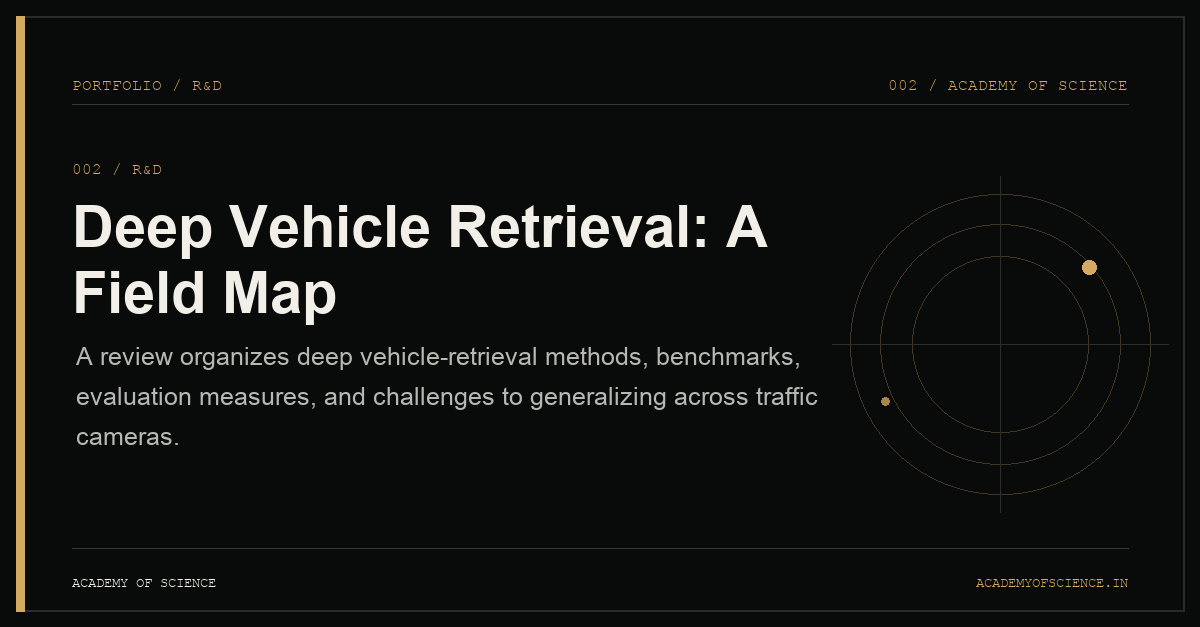 PORTFOLIO / R&D
002 / ACADEMY OF SCIENCE
002 / R&D
Deep Vehicle Retrieval: A
Field Map
A review organizes deep vehicle-retrieval methods, benchmarks,
evaluation measures, and challenges to generalizing across traffic
cameras.
ACADEMY OF SCIENCE
ACADEMYOFSCIENCE.IN